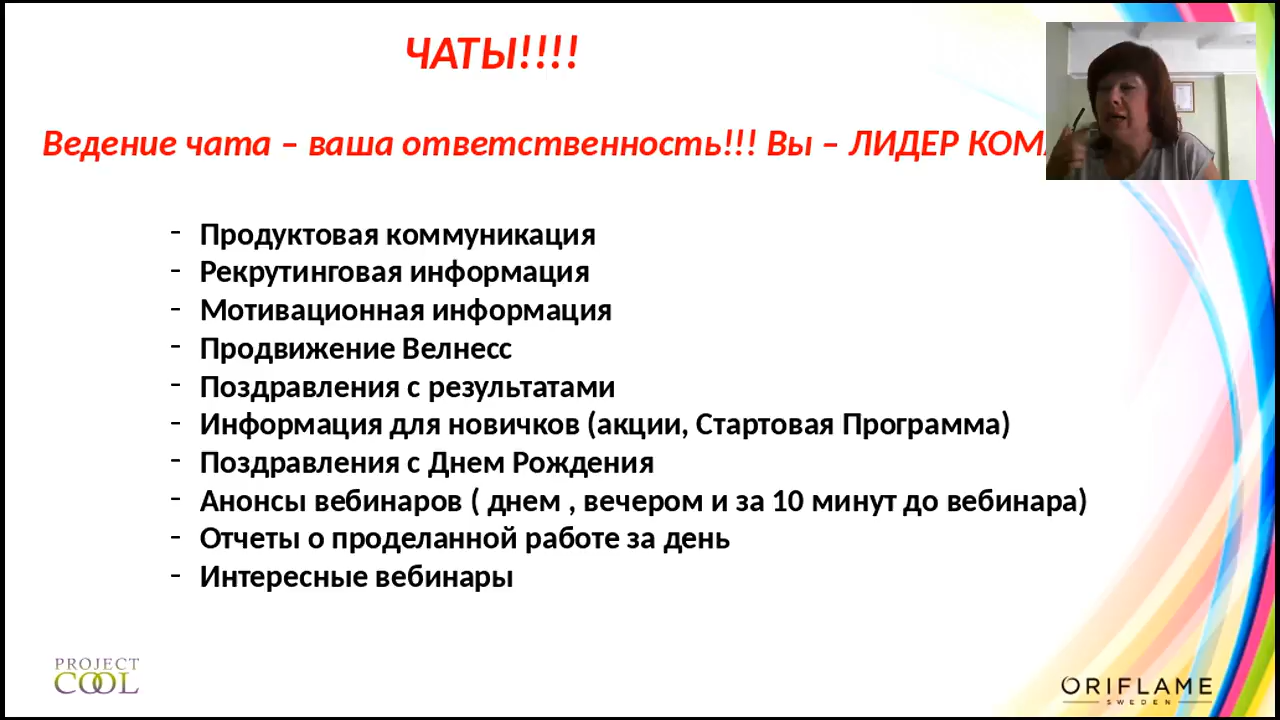 ЧАТЫ!!!!
Ведение чата – ваша ответственность!!! Вы – ЛИДЕР
- Продуктовая коммуникация
- Рекрутинговая информация
- Мотивационная информация
- Продвижение Велнесс
- Поздравления с результатами
- Информация для новичков (акции, Стартовая Программа)
- Поздравления с Днем Рождения
- Анонсы вебинаров ( днем , вечером и за 10 минут до вебинара)
- Отчеты о проделанной работе за день
- Интересные вебинары
PROJECT
COOL
ORIFLAME
SWEDEN